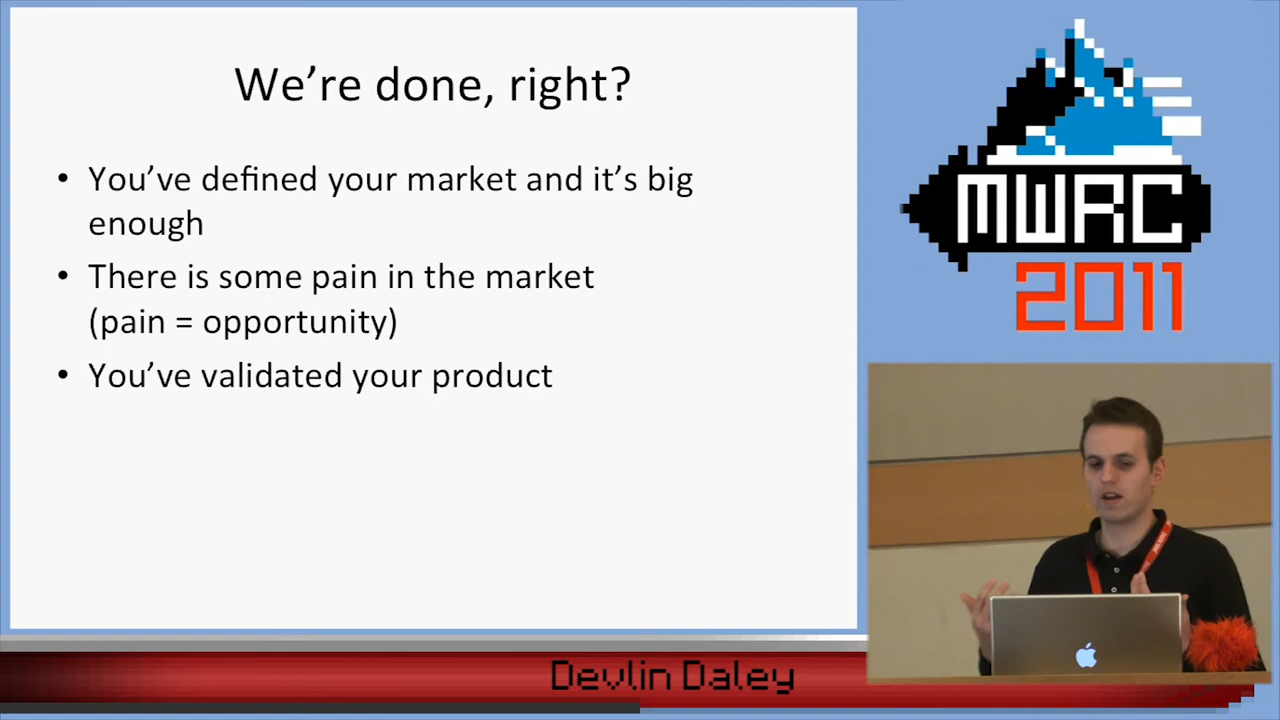 We're done, right?
• You've defined your market and it's big
enough
• There is some pain in the market
(pain = opportunity)
• You've validated your product
MWRC
2011
Devlin Daley